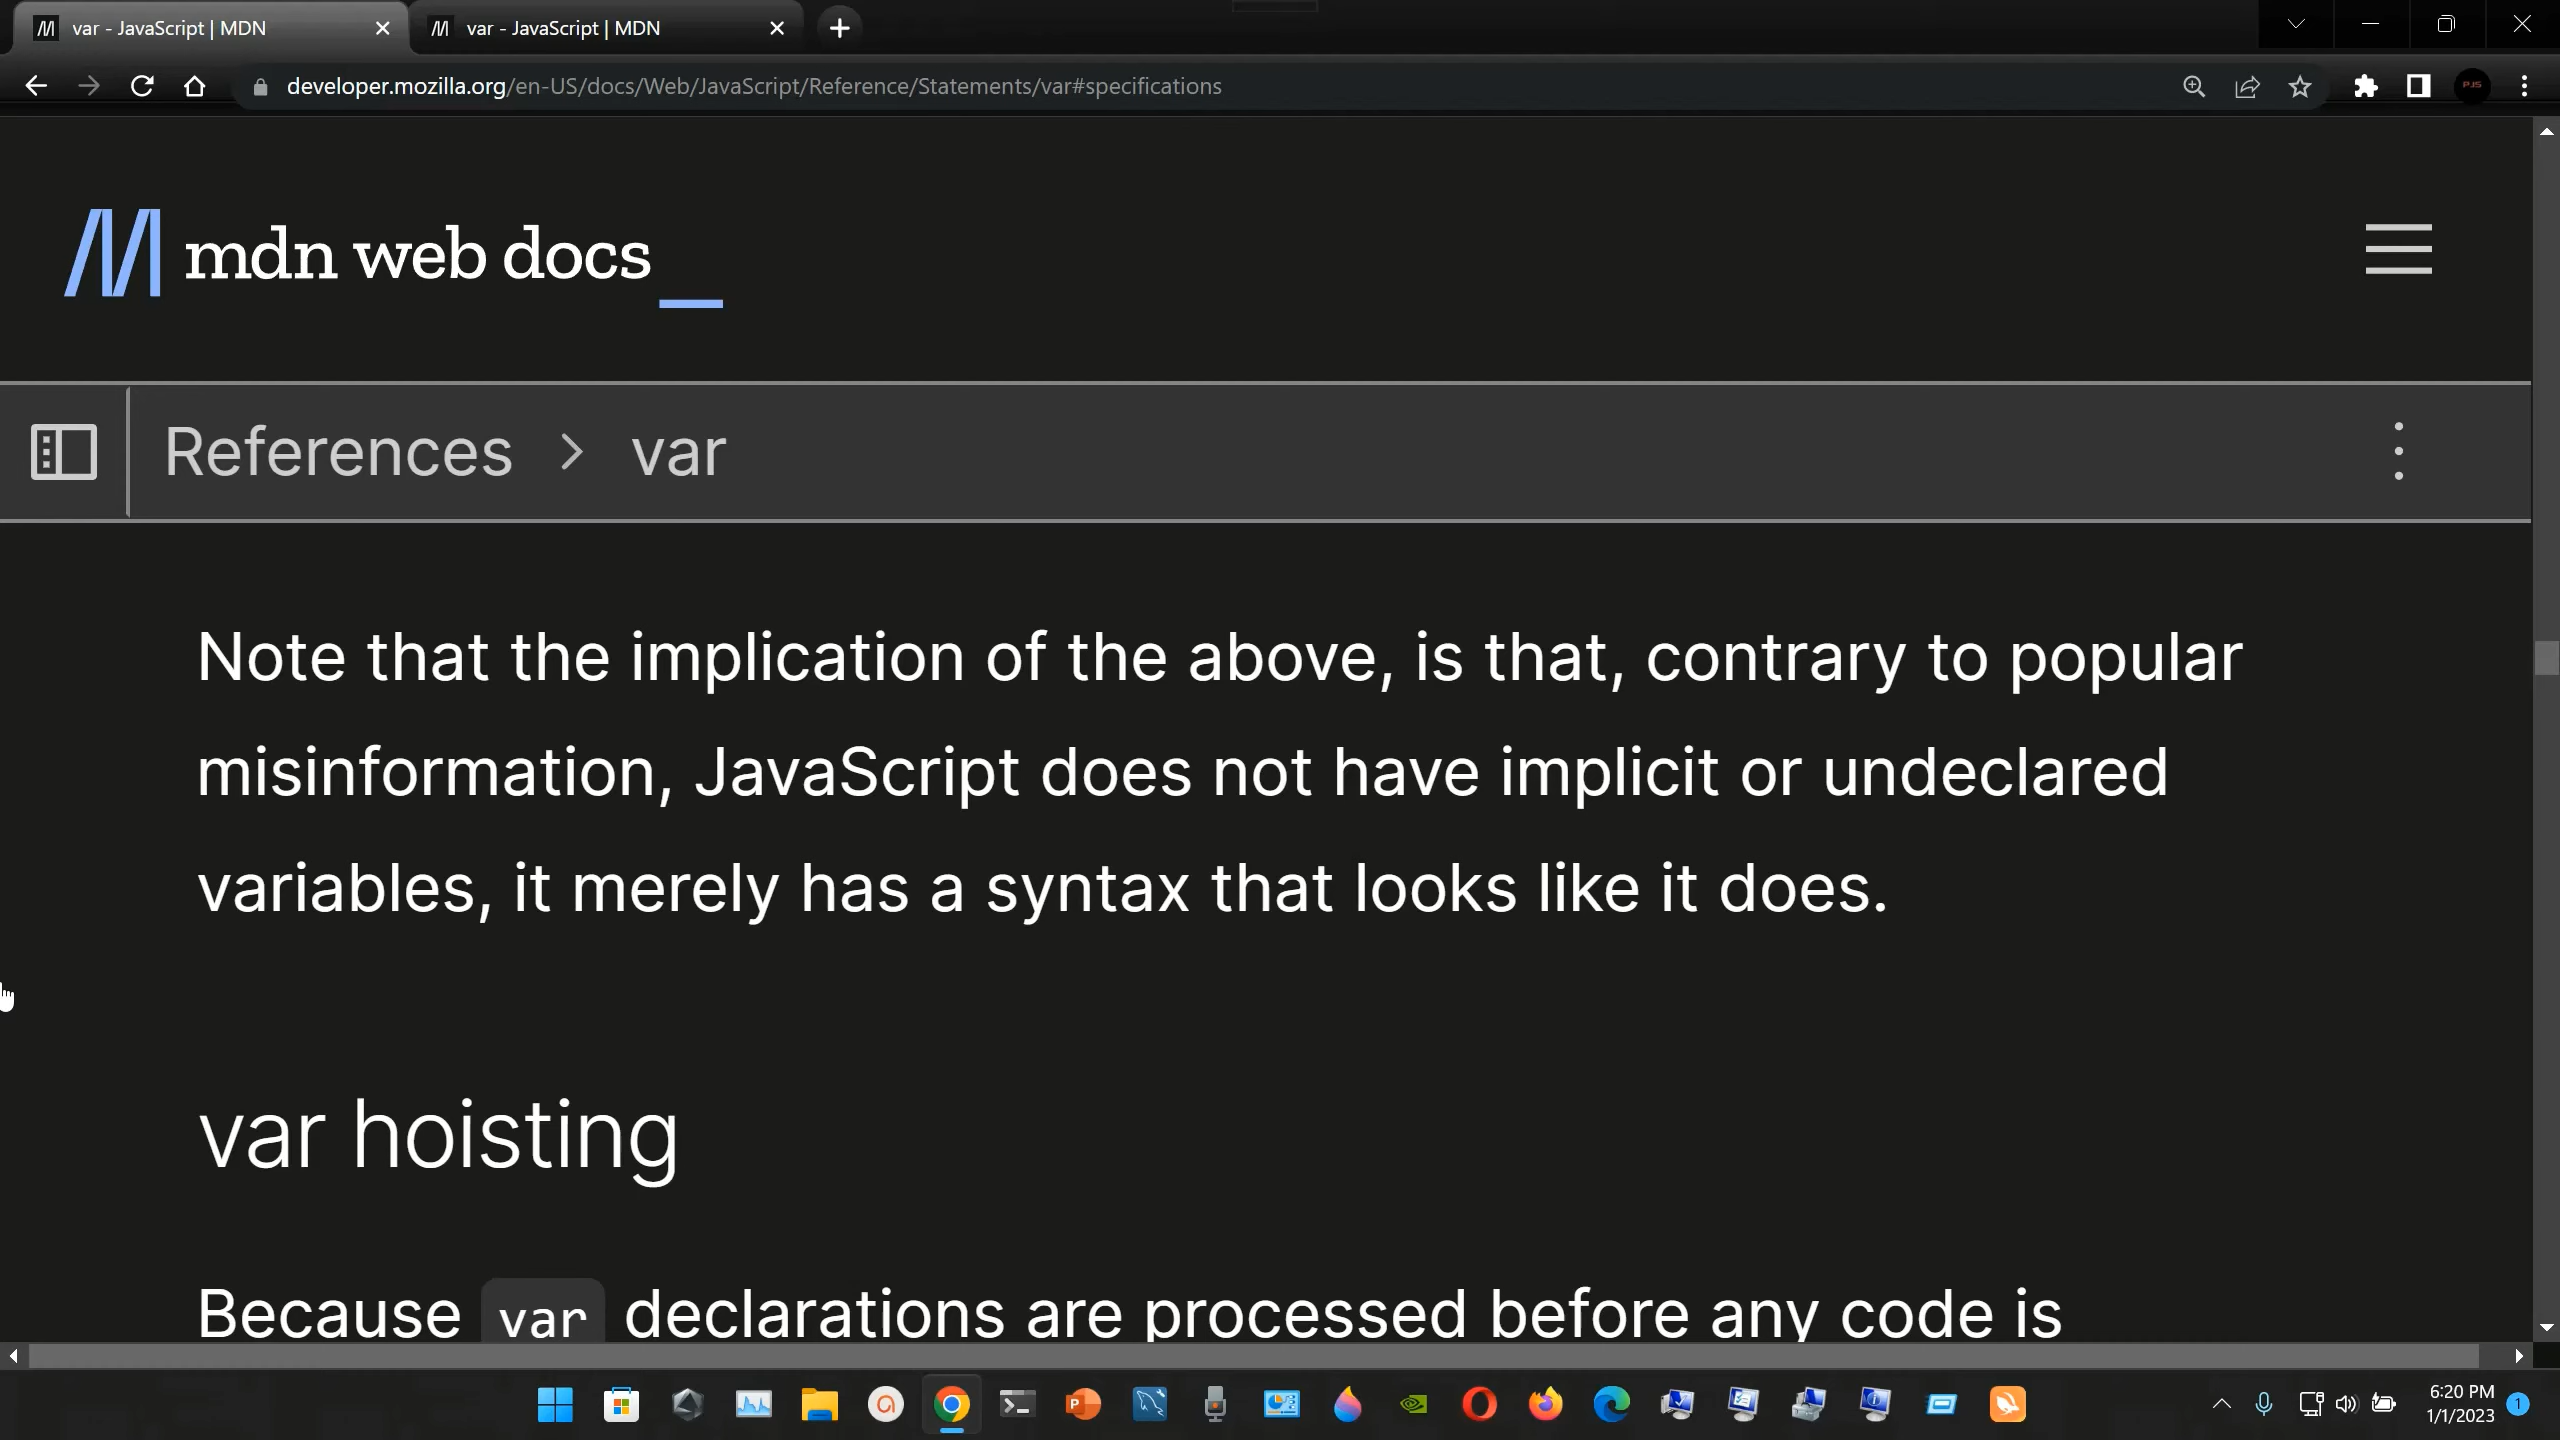 var - JavaScript | MDN
var - JavaScript | MDN
developer.mozilla.org/en-US/docs/Web/JavaScript/Reference/Statements/var#specifications
PJS
mdn web docs_
References > var
Note that the implication of the above, is that, contrary to popular
misinformation, JavaScript does not have implicit or undeclared
variables, it merely has a syntax that looks like it does.
var hoisting
Because var declarations are processed before any code is
6:20 PM
1/1/2023
1